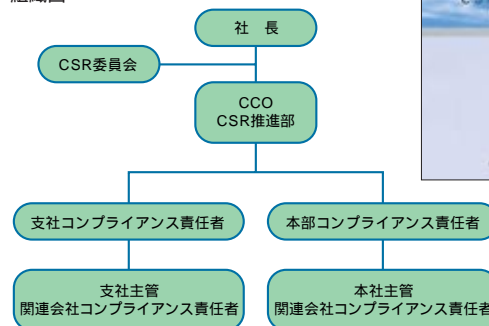 社　長
CSR委員会
CCO
CSR推進部
支社コンプライアンス責任者
本部コンプライアンス責任者
支社主管
関連会社コンプライアンス責任者
本社主管
関連会社コンプライアンス責任者